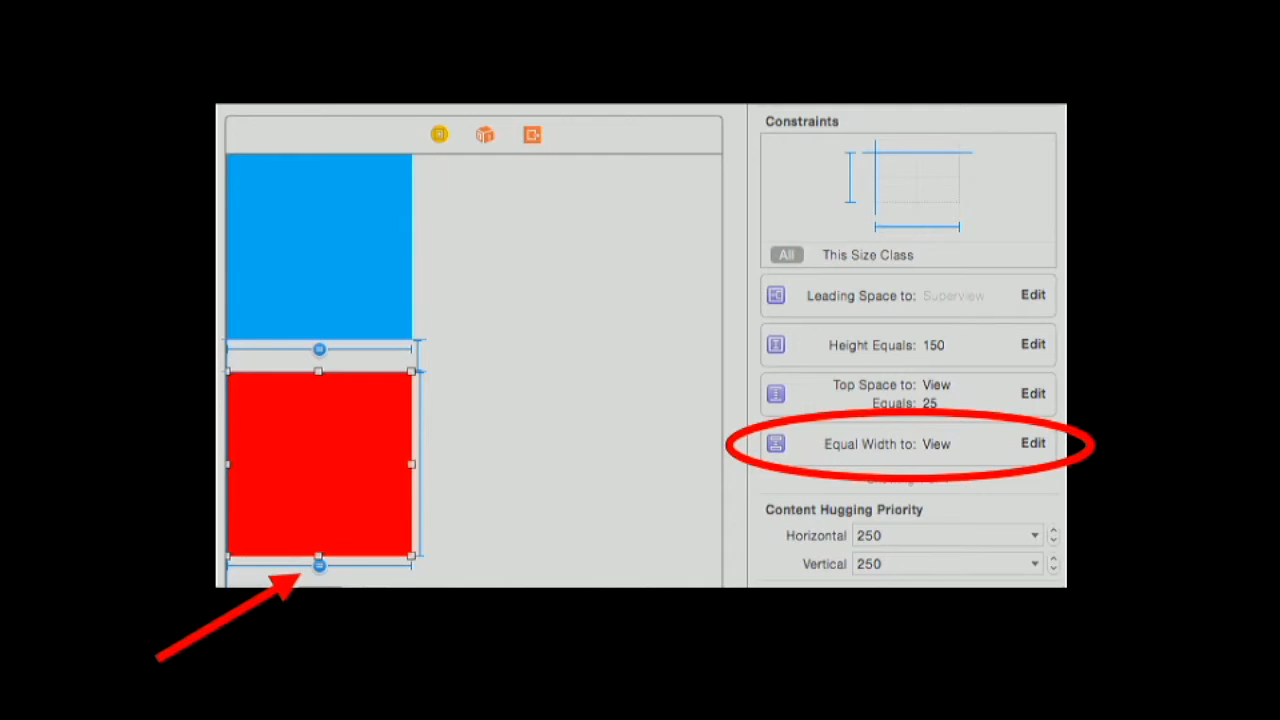 Constraints
All This Size Class
Leading Space to: Superview Edit
Height Equals: 150 Edit
Top Space to: View
Equals: 25 Edit
Equal Width to: View Edit
Content Hugging Priority
Horizontal 250
Vertical 250